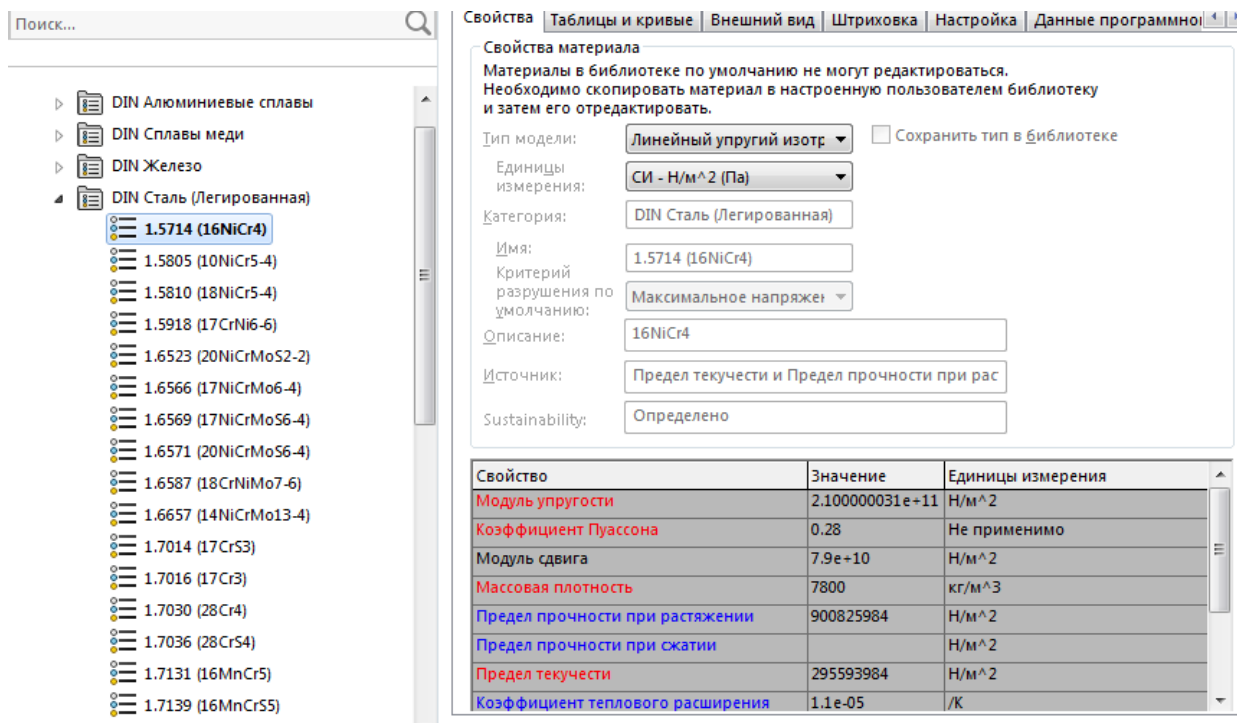 Поиск...
DIN Алюминиевые сплавы
DIN Сплавы меди
DIN Железо
DIN Сталь (Легированная)
1.5714 (16NiCr4)
1.5805 (10NiCr5-4)
1.5810 (18NiCr5-4)
1.5918 (17CrNi6-6)
1.6523 (20NiCrMoS2-2)
1.6566 (17NiCrMo6-4)
1.6569 (17NiCrMoS6-4)
1.6571 (20NiCrMoS6-4)
1.6587 (18CrNiMo7-6)
1.6657 (14NiCrMo13-4)
1.7014 (17CrS3)
1.7016 (17Cr3)
1.7030 (28Cr4)
1.7036 (28CrS4)
1.7131 (16MnCr5)
1.7139 (16MnCrS5)
Свойства Таблицы и кривые Внешний вид Штриховка Настройка Данные программно
Свойства материала
Материалы в библиотеке по умолчанию не могут редактироваться.
Необходимо скопировать материал в настроенную пользователем библиотеку
и затем его отредактировать.
Тип модели: Линейный упругий изотр Сохранить тип в библиотеке
Единицы
измерения: СИ - Н/м^2 (Па)
Категория: DIN Сталь (Легированная)
Имя: 1.5714 (16NiCr4)
Критерий
разрушения по
умолчанию: Максимальное напряжен
Описание: 16NiCr4
Источник: Предел текучести и Предел прочности при рас
Sustainability: Определено
Свойство Значение Единицы измерения
Модуль упругости 2.100000031e+11 Н/м^2
Коэффициент Пуассона 0.28 Не применимо
Модуль сдвига 7.9e+10 Н/м^2
Массовая плотность 7800 кг/м^3
Предел прочности при растяжении 900825984 Н/м^2
Предел прочности при сжатии Н/м^2
Предел текучести 295593984 Н/м^2
Коэффициент теплового расширения 1.1e-05 /K